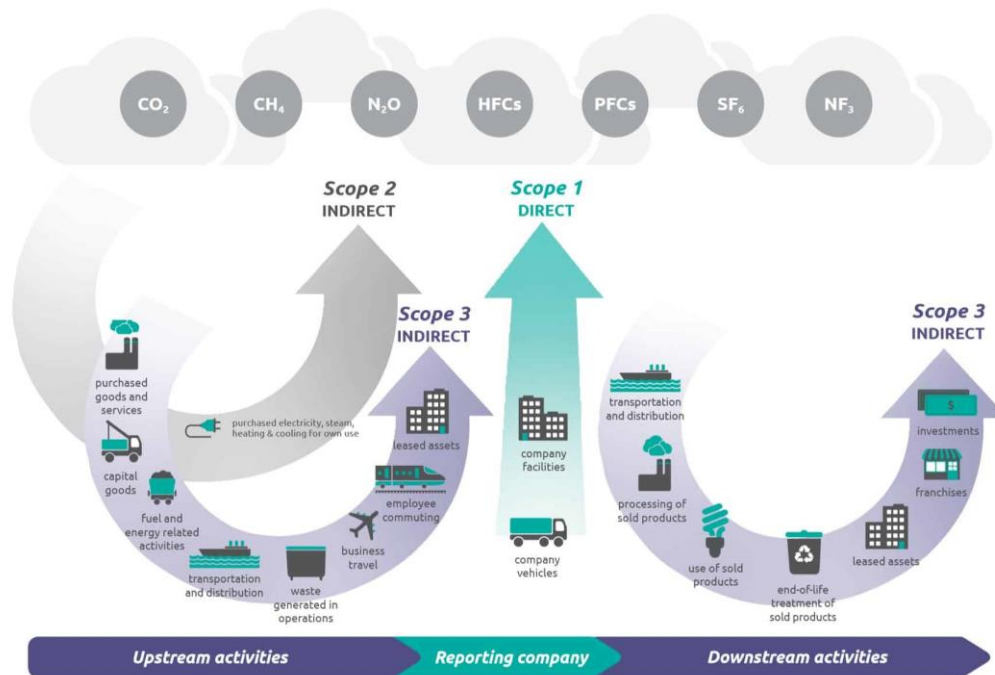 CO₂
CH₄
N₂O
HFCs
PFCs
SF₆
NF₃
Scope 2
INDIRECT
Scope 1
DIRECT
Scope 3
INDIRECT
Scope 3
INDIRECT
purchased
goods and
services
capital
goods
fuel and
energy related
activities
transportation
and distribution
waste
generated in
operations
business
travel
employee
commuting
leased assets
purchased electricity, steam,
heating & cooling for own use
company
facilities
company
vehicles
transportation
and distribution
processing of
sold products
use of sold
products
end-of-life
treatment of
sold products
leased assets
franchises
$
investments
Upstream activities
Reporting company
Downstream activities